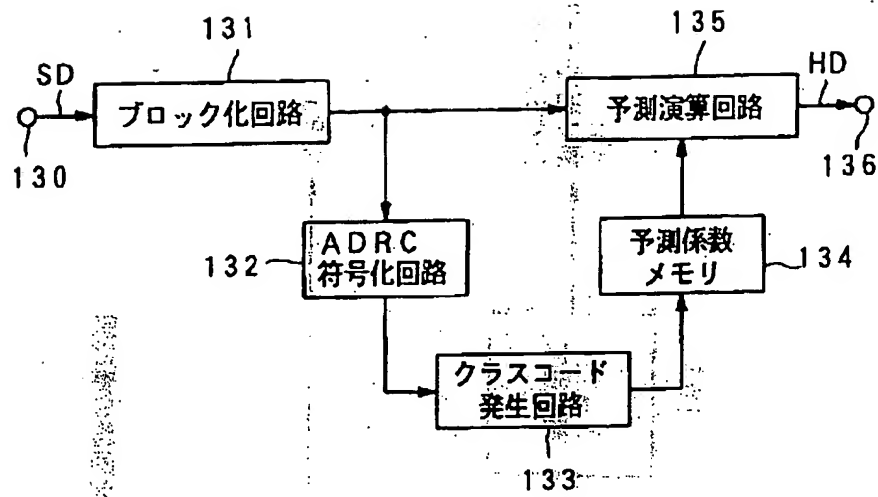 131
135
SD
HD
ブロック化回路
予測演算回路
130
136
132
ADRC
符号化回路
予測係数
メモリ
134
クラスコード
発生回路
133